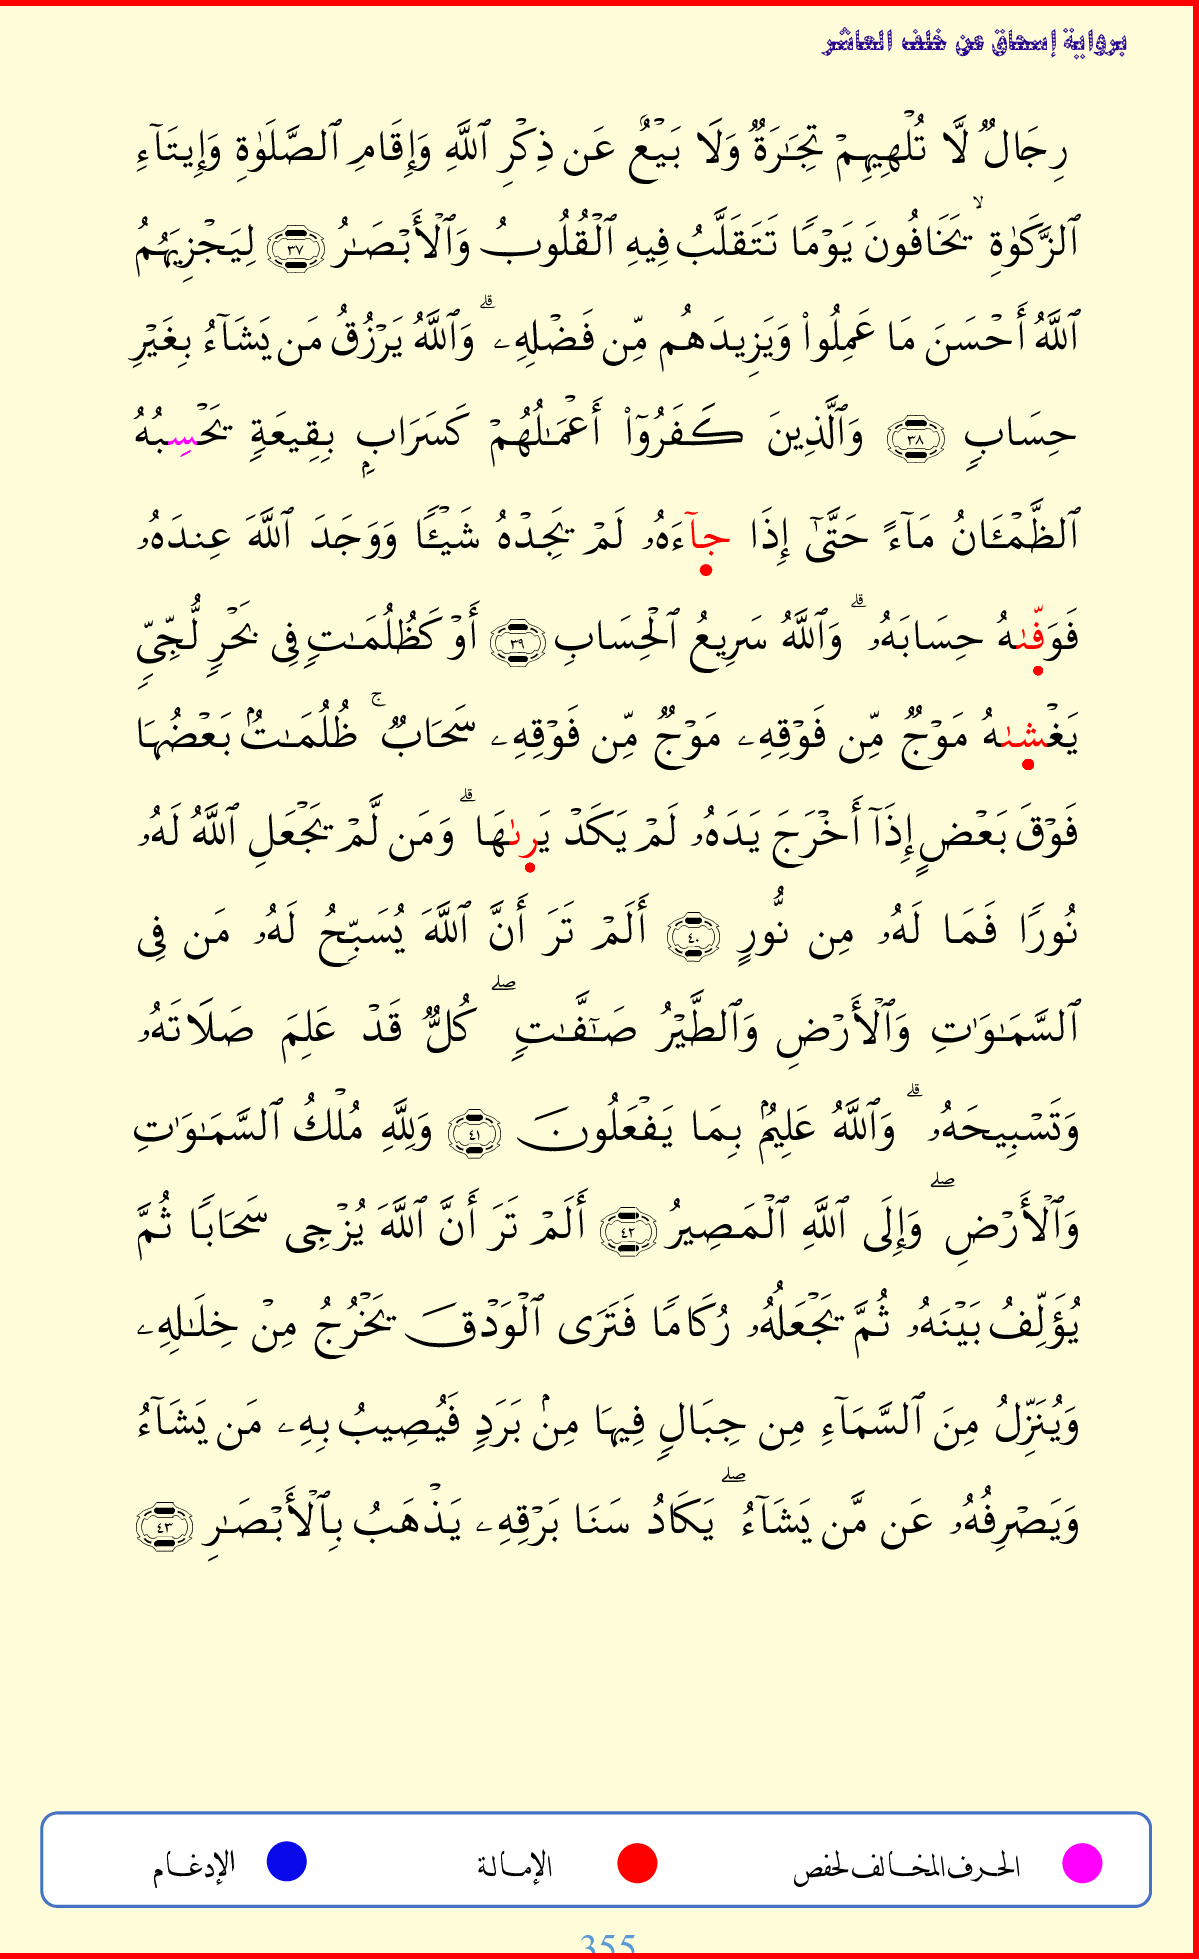 برواية إسحاق عن خلف العاشر
رِجَالٌ لَّا تُلْهِيهِمْ تِجَٰرَةٌ وَلَا بَيْعٌ عَن ذِكْرِ ٱللَّهِ وَإِقَامِ ٱلصَّلَوٰةِ وَإِيتَآءِ
ٱلزَّكَوٰةِ ۙ يَخَافُونَ يَوْمًا تَتَقَلَّبُ فِيهِ ٱلْقُلُوبُ وَٱلْأَبْصَٰرُ ٣٧ لِيَجْزِيَهُمُ
ٱللَّهُ أَحْسَنَ مَا عَمِلُوا۟ وَيَزِيدَهُم مِّن فَضْلِهِۦ ۗ وَٱللَّهُ يَرْزُقُ مَن يَشَآءُ بِغَيْرِ
حِسَابٍ ٣٨ وَٱلَّذِينَ كَفَرُوٓا۟ أَعْمَٰلُهُمْ كَسَرَابٍۭ بِقِيعَةٍ يَحْسِبُهُ
ٱلظَّمْـَٔانُ مَآءً حَتَّىٰٓ إِذَا جآءَهُۥ لَمْ يَجِدْهُ شَيْـًٔا وَوَجَدَ ٱللَّهَ عِندَهُۥ
فَوَفّىٰهُ حِسَابَهُۥ ۗ وَٱللَّهُ سَرِيعُ ٱلْحِسَابِ ٣٩ أَوْ كَظُلُمَٰتٍ فِى بَحْرٍ لُّجِّىٍّ
يَغْشىٰهُ مَوْجٌ مِّن فَوْقِهِۦ مَوْجٌ مِّن فَوْقِهِۦ سَحَابٌ ۚ ظُلُمَٰتٌۢ بَعْضُهَا
فَوْقَ بَعْضٍ إِذَآ أَخْرَجَ يَدَهُۥ لَمْ يَكَدْ يَرىٰهَا ۗ وَمَن لَّمْ يَجْعَلِ ٱللَّهُ لَهُۥ
نُورًا فَمَا لَهُۥ مِن نُّورٍ ٤٠ أَلَمْ تَرَ أَنَّ ٱللَّهَ يُسَبِّحُ لَهُۥ مَن فِى
ٱلسَّمَٰوَٰتِ وَٱلْأَرْضِ وَٱلطَّيْرُ صَٰٓفَّٰتٍ ۖ كُلٌّ قَدْ عَلِمَ صَلَاتَهُۥ
وَتَسْبِيحَهُۥ ۗ وَٱللَّهُ عَلِيمٌۢ بِمَا يَفْعَلُونَ ٤١ وَلِلَّهِ مُلْكُ ٱلسَّمَٰوَٰتِ
وَٱلْأَرْضِ ۖ وَإِلَى ٱللَّهِ ٱلْمَصِيرُ ٤٢ أَلَمْ تَرَ أَنَّ ٱللَّهَ يُزْجِى سَحَابًا ثُمَّ
يُؤَلِّفُ بَيْنَهُۥ ثُمَّ يَجْعَلُهُۥ رُكَامًا فَتَرَى ٱلْوَدْقَ يَخْرُجُ مِنْ خِلَٰلِهِۦ
وَيُنَزِّلُ مِنَ ٱلسَّمَآءِ مِن جِبَالٍ فِيهَا مِنۢ بَرَدٍ فَيُصِيبُ بِهِۦ مَن يَشَآءُ
وَيَصْرِفُهُۥ عَن مَّن يَشَآءُ ۖ يَكَادُ سَنَا بَرْقِهِۦ يَذْهَبُ بِٱلْأَبْصَٰرِ ٤٣
الحرف المخالف لحفص الإمالة الإدغام
355